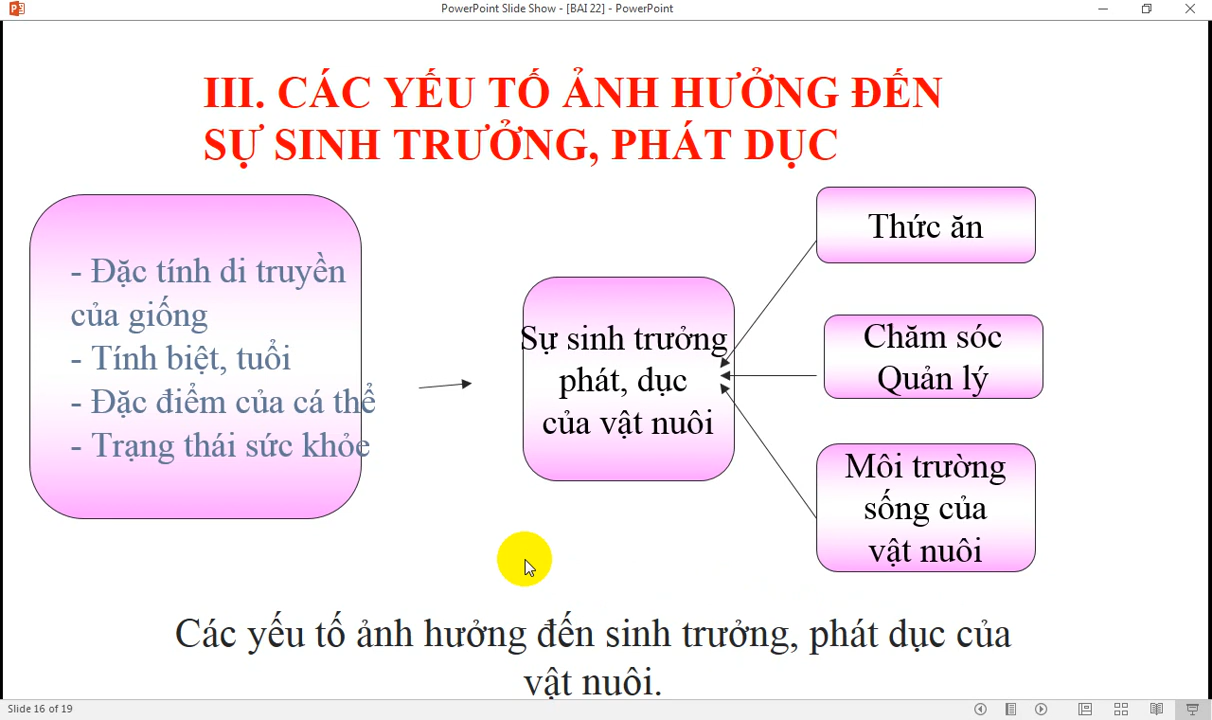 PowerPoint Slide Show - [BAI 22] - PowerPoint
III. CÁC YẾU TỐ ẢNH HƯỞNG ĐẾN
SỰ SINH TRƯỞNG, PHÁT DỤC
- Đặc tính di truyền
của giống
- Tính biệt, tuổi
- Đặc điểm của cá thể
- Trạng thái sức khỏe
Sự sinh trưởng
phát, dục
của vật nuôi
Thức ăn
Chăm sóc
Quản lý
Môi trường
sống của
vật nuôi
Các yếu tố ảnh hưởng đến sinh trưởng, phát dục của
vật nuôi.
Slide 16 of 19